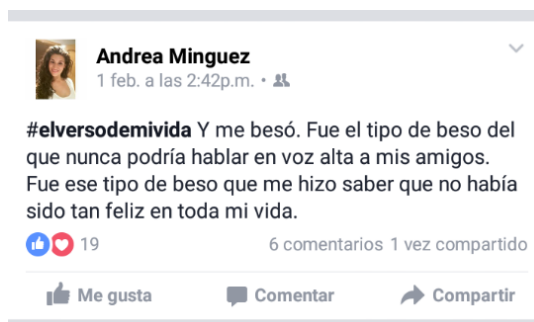 Andrea Minguez
1 feb. a las 2:42p.m. •
#elversodemivida Y me besó. Fue el tipo de beso del
que nunca podría hablar en voz alta a mis amigos.
Fue ese tipo de beso que me hizo saber que no había
sido tan feliz en toda mi vida.
19 6 comentarios 1 vez compartido
Me gusta Comentar Compartir